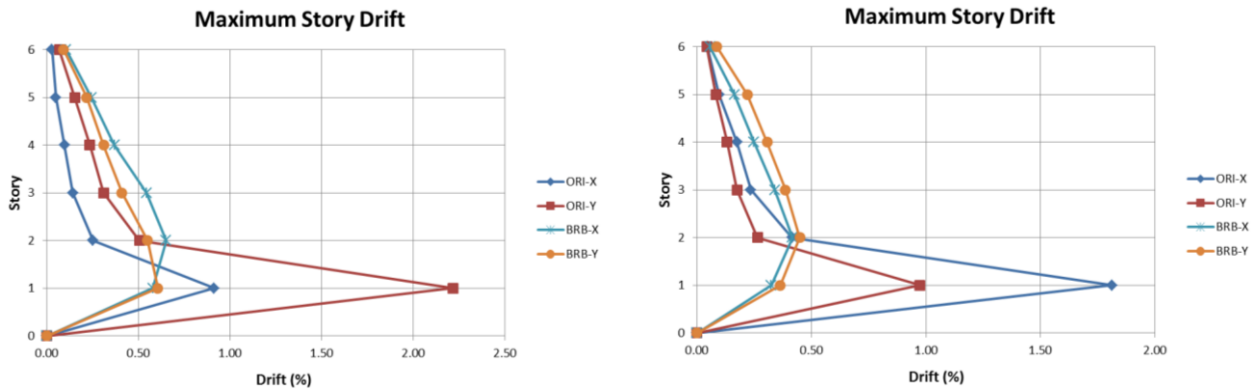 Maximum Story Drift
6
5
4
3
2
1
0
Story
0.00 0.50 1.00 1.50 2.00 2.50
Drift (%)
ORI-X
ORI-Y
BRB-X
BRB-Y
Maximum Story Drift
6
5
4
3
2
1
0
Story
0.00 0.50 1.00 1.50 2.00
Drift (%)
ORI-X
ORI-Y
BRB-X
BRB-Y